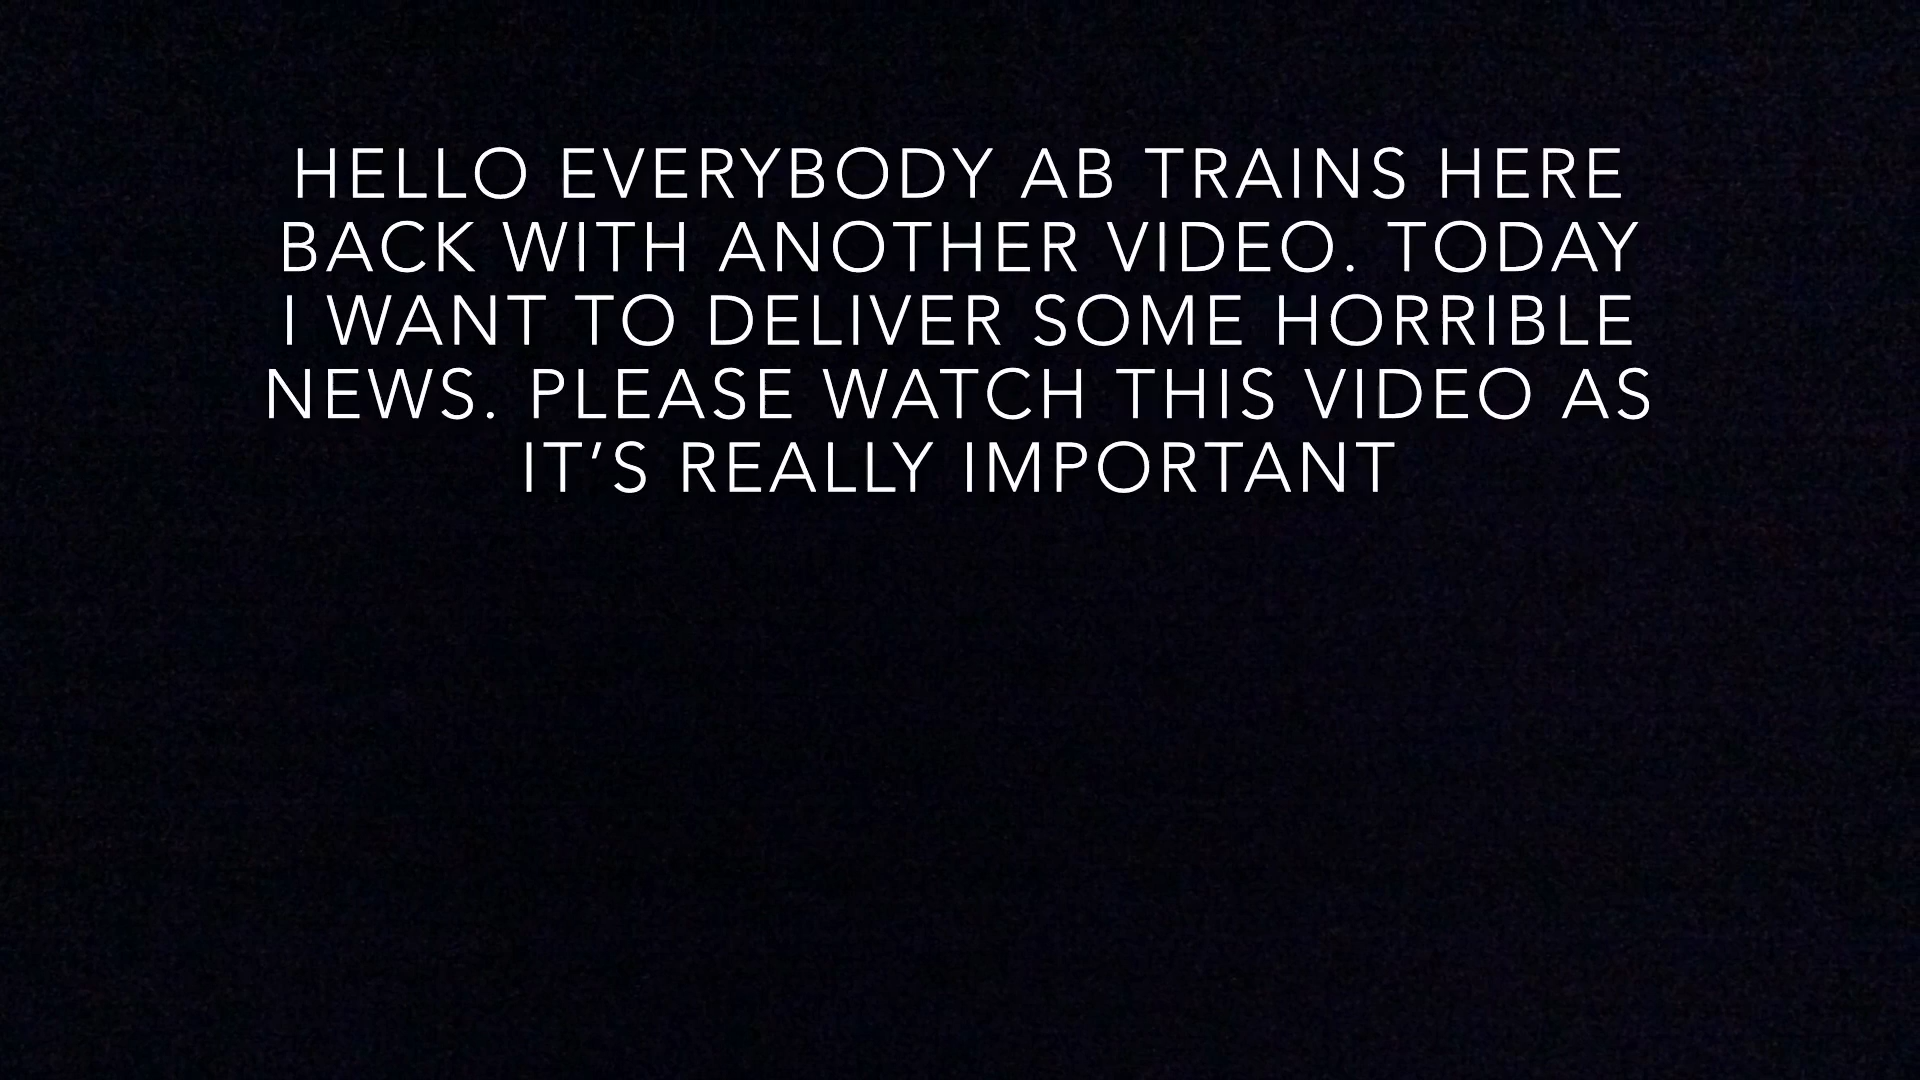 HELLO EVERYBODY AB TRAINS HERE
BACK WITH ANOTHER VIDEO. TODAY
I WANT TO DELIVER SOME HORRIBLE
NEWS. PLEASE WATCH THIS VIDEO AS
IT’S REALLY IMPORTANT